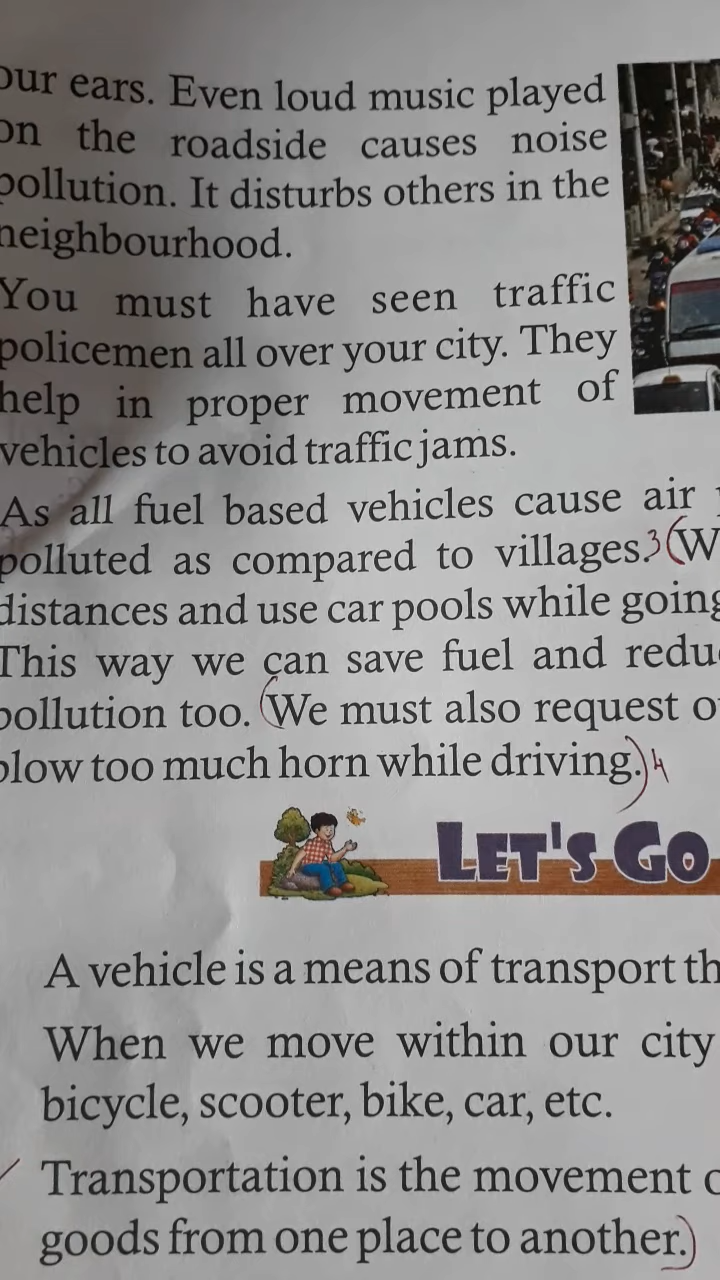 our ears. Even loud music played
on the roadside causes noise
pollution. It disturbs others in the
neighbourhood.
You must have seen traffic
policemen all over your city. They
help in proper movement of
vehicles to avoid traffic jams.
As all fuel based vehicles cause air
polluted as compared to villages. 3 (W
distances and use car pools while going
This way we can save fuel and redu
pollution too. (We must also request o
blow too much horn while driving.) 4
LET'S GO
A vehicle is a means of transport th
When we move within our city
bicycle, scooter, bike, car, etc.
Transportation is the movement o
goods from one place to another.)